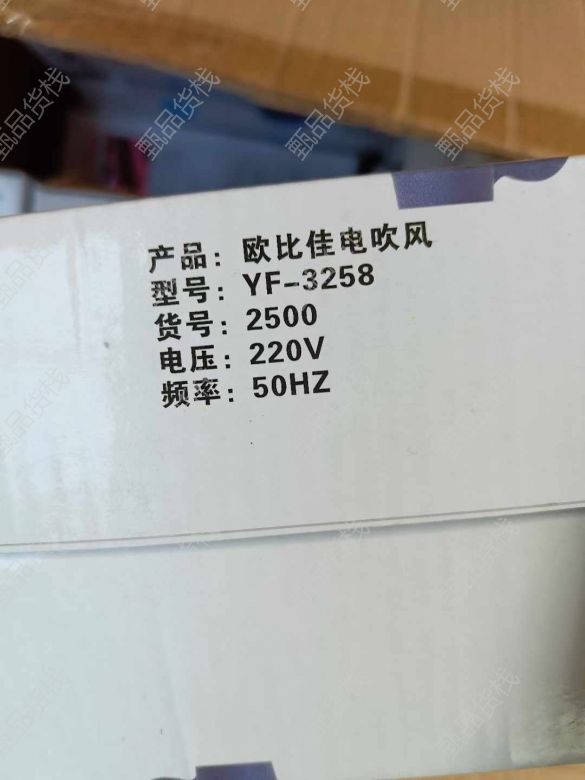 产品：欧比佳电吹风
型号：YF-3258
货号：2500
电压：220V
频率：50HZ
甄品货栈